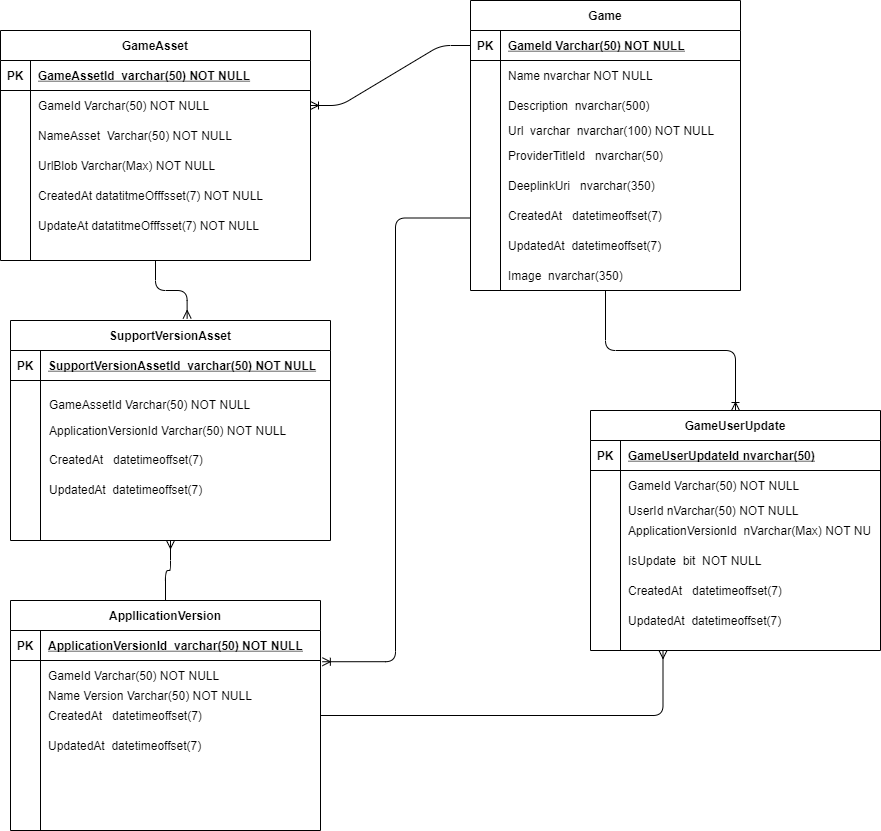 Game
PK GameId Varchar(50) NOT NULL
Name nvarchar NOT NULL
Description nvarchar(500)
Url varchar nvarchar(100) NOT NULL
ProviderTitleId nvarchar(50)
DeeplinkUri nvarchar(350)
CreatedAt datetimeoffset(7)
UpdatedAt datetimeoffset(7)
Image nvarchar(350)
GameAsset
PK GameAssetId varchar(50) NOT NULL
GameId Varchar(50) NOT NULL
NameAsset Varchar(50) NOT NULL
UrlBlob Varchar(Max) NOT NULL
CreatedAt datatitmeOfffsset(7) NOT NULL
UpdateAt datatitmeOfffsset(7) NOT NULL
SupportVersionAsset
PK SupportVersionAssetId varchar(50) NOT NULL
GameAssetId Varchar(50) NOT NULL
ApplicationVersionId Varchar(50) NOT NULL
CreatedAt datetimeoffset(7)
UpdatedAt datetimeoffset(7)
GameUserUpdate
PK GameUserUpdateId nvarchar(50)
GameId Varchar(50) NOT NULL
UserId nVarchar(50) NOT NULL
ApplicationVersionId nVarchar(Max) NOT NU
IsUpdate bit NOT NULL
CreatedAt datetimeoffset(7)
UpdatedAt datetimeoffset(7)
AppllicationVersion
PK ApplicationVersionId varchar(50) NOT NULL
GameId Varchar(50) NOT NULL
Name Version Varchar(50) NOT NULL
CreatedAt datetimeoffset(7)
UpdatedAt datetimeoffset(7)